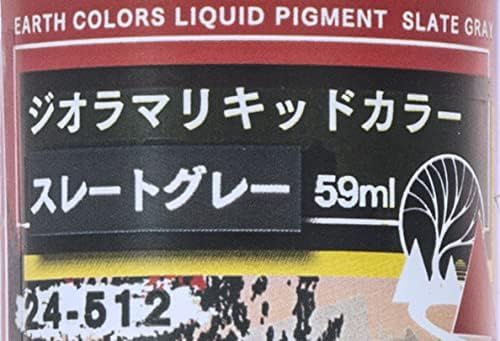 EARTH COLORS LIQUID PIGMENT SLATE GRAY
ジオラマリキッドカラー
スレートグレー 59ml
24-512